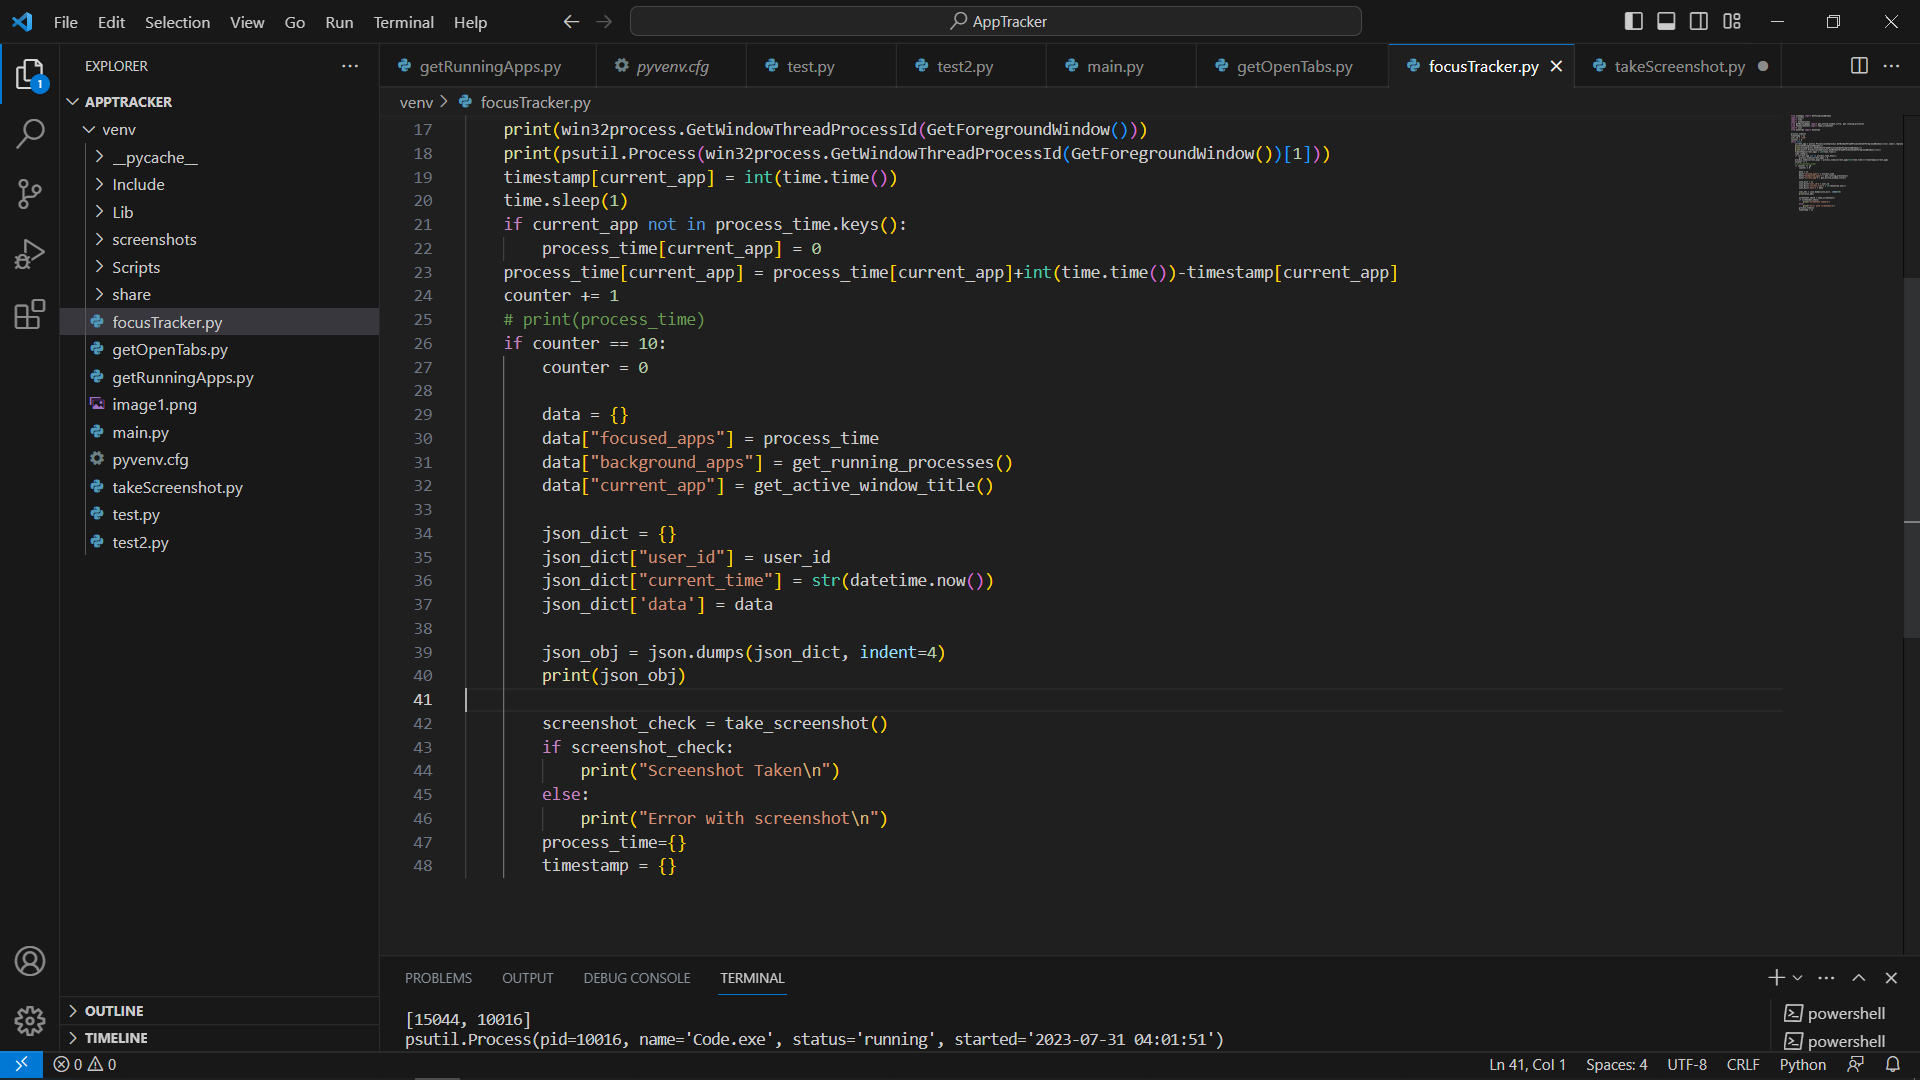 File Edit Selection View Go Run Terminal Help
AppTracker
EXPLORER
1
APPTRACKER
venv
__pycache__
Include
Lib
screenshots
Scripts
share
focusTracker.py
getOpenTabs.py
getRunningApps.py
image1.png
main.py
pyvenv.cfg
takeScreenshot.py
test.py
test2.py
OUTLINE
TIMELINE
getRunningApps.py pyvenv.cfg test.py test2.py main.py getOpenTabs.py focusTracker.py takeScreenshot.py
venv > focusTracker.py
17 print(win32process.GetWindowThreadProcessId(GetForegroundWindow()))
18 print(psutil.Process(win32process.GetWindowThreadProcessId(GetForegroundWindow())[1]))
19 timestamp[current_app] = int(time.time())
20 time.sleep(1)
21 if current_app not in process_time.keys():
22 process_time[current_app] = 0
23 process_time[current_app] = process_time[current_app]+int(time.time())-timestamp[current_app]
24 counter += 1
25 # print(process_time)
26 if counter == 10:
27 counter = 0
28
29 data = {}
30 data["focused_apps"] = process_time
31 data["background_apps"] = get_running_processes()
32 data["current_app"] = get_active_window_title()
33
34 json_dict = {}
35 json_dict["user_id"] = user_id
36 json_dict["current_time"] = str(datetime.now())
37 json_dict['data'] = data
38
39 json_obj = json.dumps(json_dict, indent=4)
40 print(json_obj)
41
42 screenshot_check = take_screenshot()
43 if screenshot_check:
44 print("Screenshot Taken\n")
45 else:
46 print("Error with screenshot\n")
47 process_time={}
48 timestamp = {}
PROBLEMS OUTPUT DEBUG CONSOLE TERMINAL
[15044, 10016]
psutil.Process(pid=10016, name='Code.exe', status='running', started='2023-07-31 04:01:51')
powershell
powershell
0 0
Ln 41, Col 1 Spaces: 4 UTF-8 CRLF Python